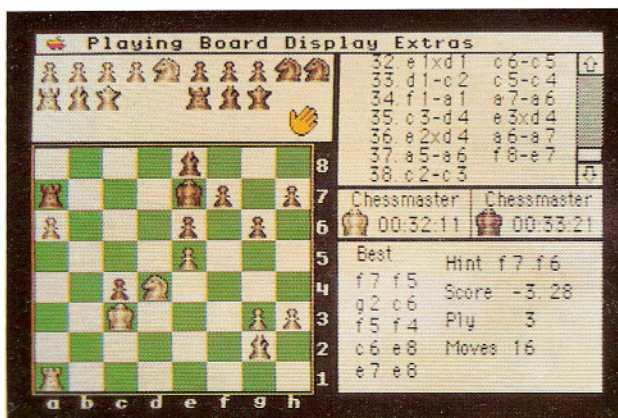 Playing Board Display Extras
32. e1xd1 c6-c5
33. d1-c2 c5-c4
34. f1-a1 a7-a6
35. c3-d4 e3xd4
36. e2xd4 a6-a7
37. a5-a6 f8-e7
38. c2-c3
Chessmaster Chessmaster
00:32:11 00:33:21
8
7
6
5
4
3
2
1
a b c d e f g h
Best
f7 f5
g2 c6
f5 f4
c6 e8
e7 e8
Hint f7.f6
Score -3.28
Ply 3
Moves 16